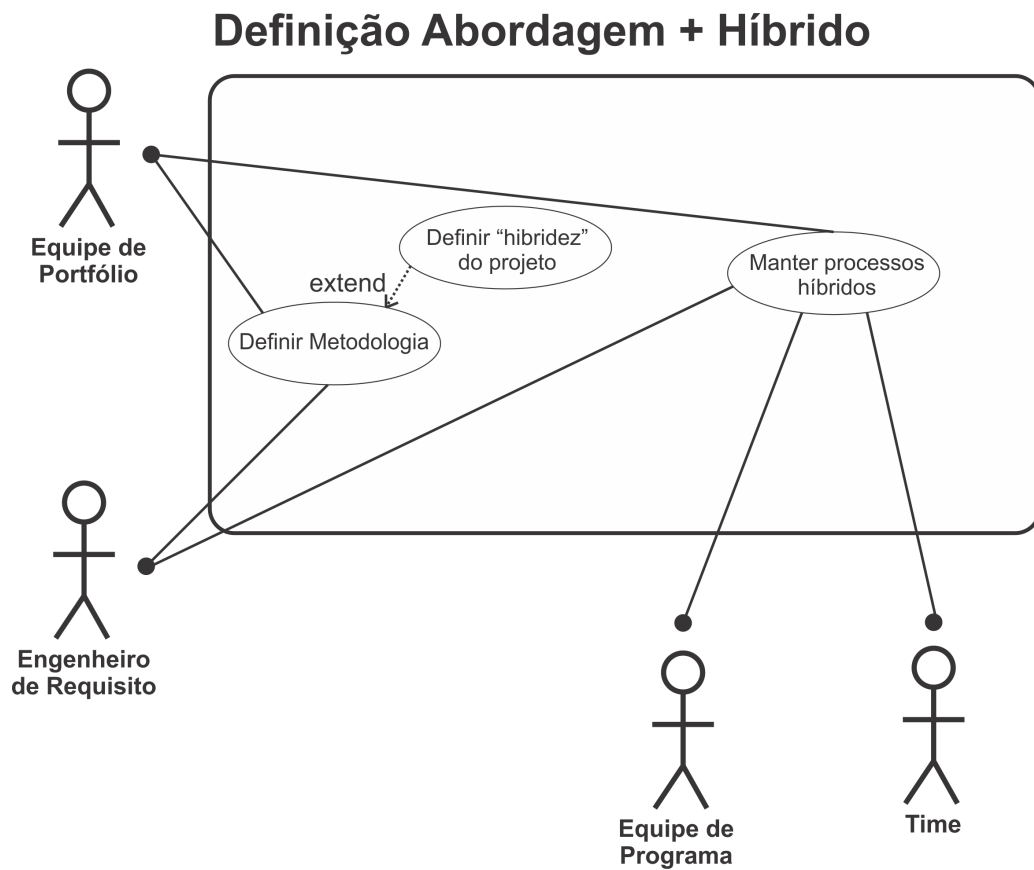 Definição Abordagem + Híbrido
Equipe de
Portfólio
Definir “hibridez”
do projeto
extend
Manter processos
híbridos
Definir Metodologia
Engenheiro
de Requisito
Equipe de
Programa
Time